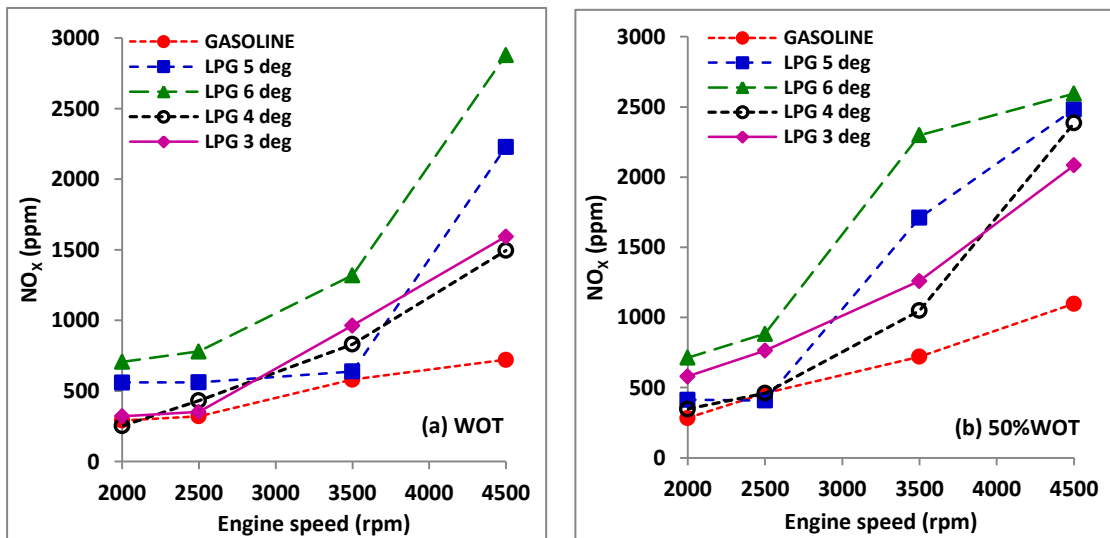 3000
2500
2000
1500
1000
500
0
NOX (ppm)
GASOLINE
LPG 5 deg
LPG 6 deg
LPG 4 deg
LPG 3 deg
(a) WOT
2000 2500 3000 3500 4000 4500
Engine speed (rpm)
3000
2500
2000
1500
1000
500
0
NOX (ppm)
GASOLINE
LPG 5 deg
LPG 6 deg
LPG 4 deg
LPG 3 deg
(b) 50%WOT
2000 2500 3000 3500 4000 4500
Engine speed (rpm)